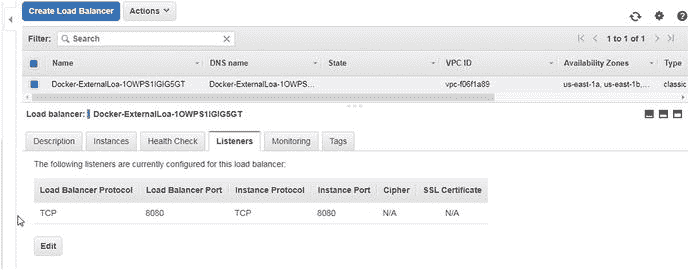 Create Load Balancer Actions
Filter: Search 1 to 1 of 1
Name DNS name State VPC ID Availability Zones Type
Docker-ExternalLoa-1OWPS1IGIG5GT Docker-ExternalLoa-1OWPS... vpc-f06f1a89 us-east-1a, us-east-1b,... classic
Load balancer: Docker-ExternalLoa-1OWPS1IGIG5GT
Description Instances Health Check Listeners Monitoring Tags
The following listeners are currently configured for this load balancer:
Load Balancer Protocol Load Balancer Port Instance Protocol Instance Port Cipher SSL Certificate
TCP 8080 TCP 8080 N/A N/A
Edit